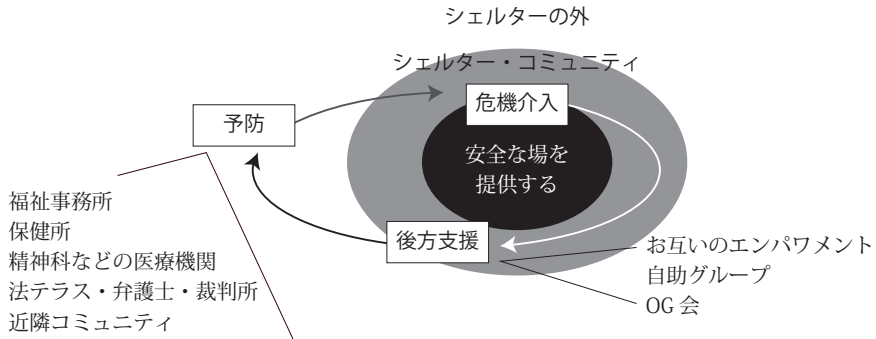 シェルターの外
シェルター・コミュニティ
危機介入
予防
安全な場を
提供する
福祉事務所
保健所
精神科などの医療機関
法テラス・弁護士・裁判所
近隣コミュニティ
後方支援
お互いのエンパワメント
自助グループ
OG 会